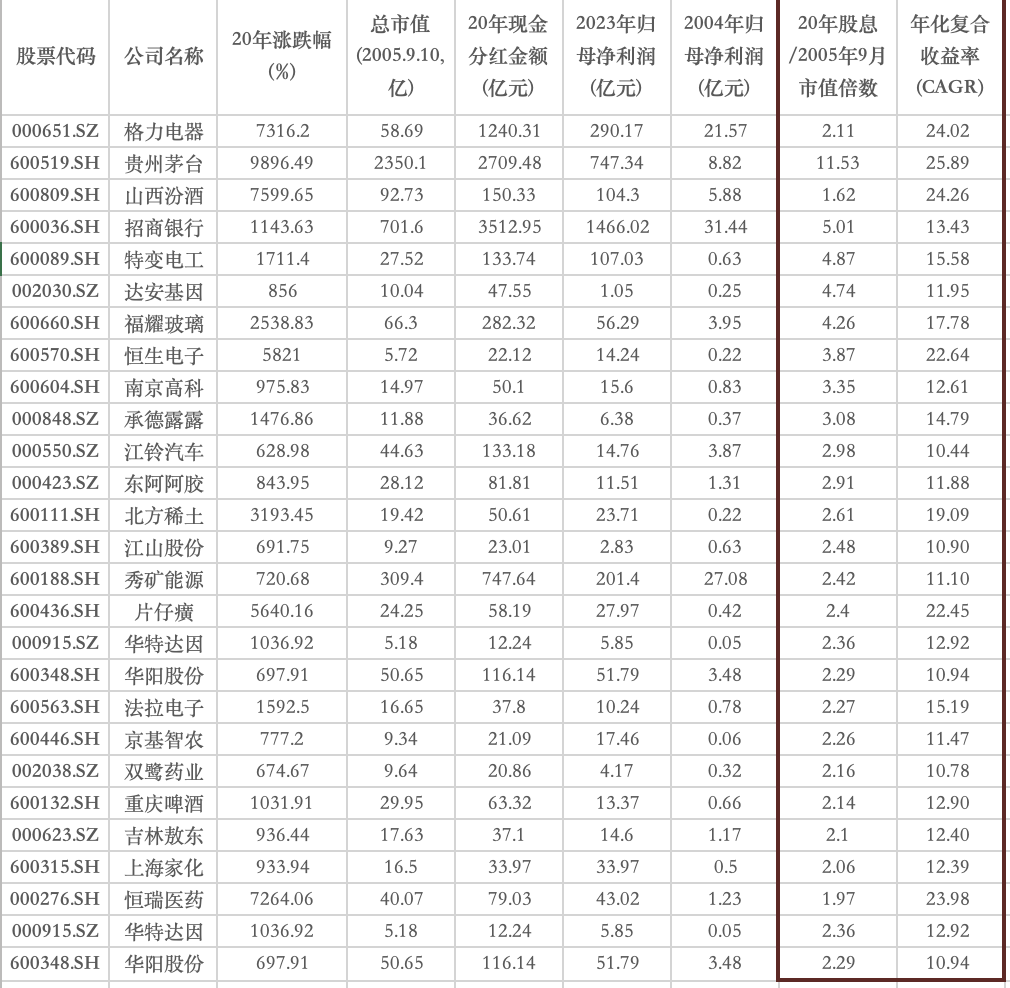 股票代码 公司名称 20年涨跌幅(%) 总市值(2005.9.10,亿) 20年现金分红金额(亿元) 2023年归母净利润(亿元) 2004年归母净利润(亿元) 20年股息/2005年9月市值倍数 年化复合收益率(CAGR)
000651.SZ 格力电器 7316.2 58.69 1240.31 290.17 21.57 2.11 24.02
600519.SH 贵州茅台 9896.49 2350.1 2709.48 747.34 8.82 11.53 25.89
600809.SH 山西汾酒 7599.65 92.73 150.33 104.3 5.88 1.62 24.26
600036.SH 招商银行 1143.63 701.6 3512.95 1466.02 31.44 5.01 13.43
600089.SH 特变电工 1711.4 27.52 133.74 107.03 0.63 4.87 15.58
002030.SZ 达安基因 856 10.04 47.55 1.05 0.25 4.74 11.95
600660.SH 福耀玻璃 2538.83 66.3 282.32 56.29 3.95 4.26 17.78
600570.SH 恒生电子 5821 5.72 22.12 14.24 0.22 3.87 22.64
600604.SH 南京高科 975.83 14.97 50.1 15.6 0.83 3.35 12.61
000848.SZ 承德露露 1476.86 11.88 36.62 6.38 0.37 3.08 14.79
000550.SZ 江铃汽车 628.98 44.63 133.18 14.76 3.87 2.98 10.44
000423.SZ 东阿阿胶 843.95 28.12 81.81 11.51 1.31 2.91 11.88
600111.SH 北方稀土 3193.45 19.42 50.61 23.71 0.22 2.61 19.09
600389.SH 江山股份 691.75 9.27 23.01 2.83 0.63 2.48 10.90
600188.SH 秀矿能源 720.68 309.4 747.64 201.4 27.08 2.42 11.10
600436.SH 片仔癀 5640.16 24.25 58.19 27.97 0.42 2.4 22.45
000915.SZ 华特达因 1036.92 5.18 12.24 5.85 0.05 2.36 12.92
600348.SH 华阳股份 697.91 50.65 116.14 51.79 3.48 2.29 10.94
600563.SH 法拉电子 1592.5 16.65 37.8 10.24 0.78 2.27 15.19
600446.SH 京基智农 777.2 9.34 21.09 17.46 0.06 2.26 11.47
002038.SZ 双鹭药业 674.67 9.64 20.86 4.17 0.32 2.16 10.78
600132.SH 重庆啤酒 1031.91 29.95 63.32 13.37 0.66 2.14 12.90
000623.SZ 吉林敖东 936.44 17.63 37.1 14.6 1.17 2.1 12.40
600315.SH 上海家化 933.94 16.5 33.97 33.97 0.5 2.06 12.39
000276.SH 恒瑞医药 7264.06 40.07 79.03 43.02 1.23 1.97 23.98
000915.SZ 华特达因 1036.92 5.18 12.24 5.85 0.05 2.36 12.92
600348.SH 华阳股份 697.91 50.65 116.14 51.79 3.48 2.29 10.94